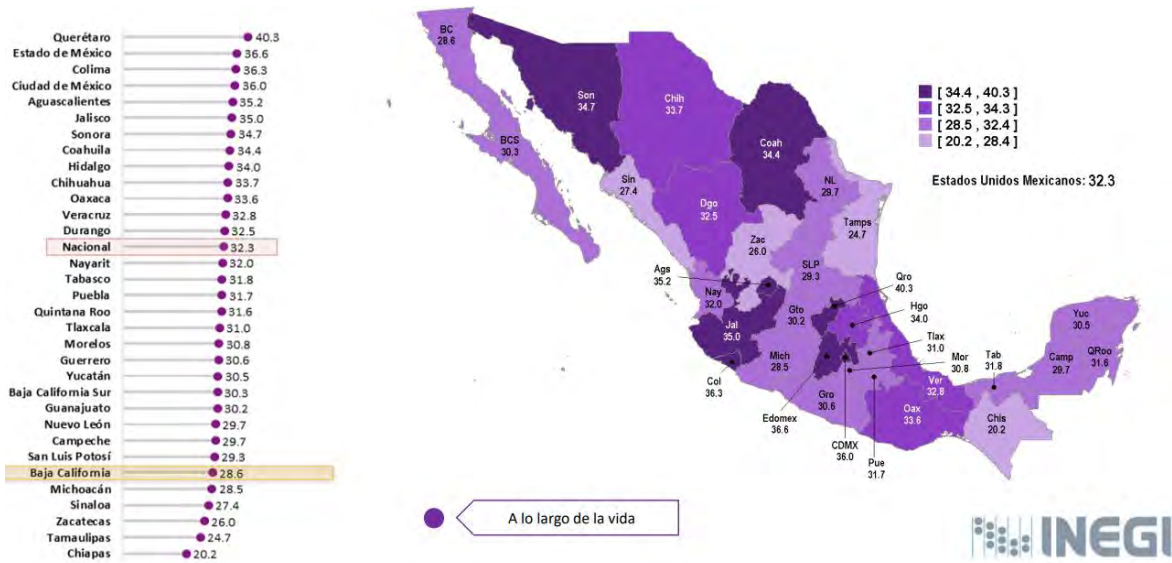 Querétaro 40.3
Estado de México 36.6
Colima 36.3
Ciudad de México 36.0
Aguascalientes 35.2
Jalisco 35.0
Sonora 34.7
Coahuila 34.4
Hidalgo 34.0
Chihuahua 33.7
Oaxaca 33.6
Veracruz 32.8
Durango 32.5
Nacional 32.3
Nayarit 32.0
Tabasco 31.8
Puebla 31.7
Quintana Roo 31.6
Tlaxcala 31.0
Morelos 30.8
Guerrero 30.6
Yucatán 30.5
Baja California Sur 30.3
Guanajuato 30.2
Nuevo León 29.7
Campeche 29.7
San Luis Potosí 29.3
Baja California 28.6
Michoacán 28.5
Sinaloa 27.4
Zacatecas 26.0
Tamaulipas 24.7
Chiapas 20.2
BC
28.6
Son
34.7
Chih
33.7
Coah
34.4
BCS
30.3
Sin
27.4
Dgo
32.5
NL
29.7
Tamps
24.7
Zac
26.0
SLP
29.3
Ags
35.2
Nay
32.0
Gto
30.2
Qro
40.3
Hgo
34.0
Jal
35.0
Tlax
31.0
Mich
28.5
Mor
30.8
Tab
31.8
Yuc
30.5
Camp
29.7
QRoo
31.6
Col
36.3
Gro
30.6
Ver
32.8
Edomex
36.6
Oax
33.6
Chis
20.2
CDMX
36.0
Pue
31.7
[ 34.4 , 40.3 ]
[ 32.5 , 34.3 ]
[ 28.5 , 32.4 ]
[ 20.2 , 28.4 ]
Estados Unidos Mexicanos: 32.3
A lo largo de la vida
INEGI